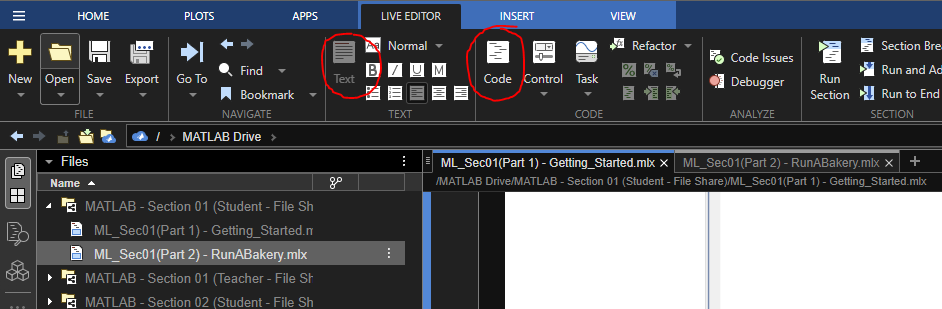 HOME PLOTS APPS LIVE EDITOR INSERT VIEW
New Open Save Export
FILE
Go To Find Bookmark
NAVIGATE
Text Aa Normal
B I U M
TEXT
Code Control Task Refactor
CODE
Code Issues
Debugger
ANALYZE
Run Section
Section Brea
Run and Ad
Run to End
SECTION
/ MATLAB Drive
Files
Name
MATLAB - Section 01 (Student - File Sh
ML_Sec01(Part 1) - Getting_Started.m
ML_Sec01(Part 2) - RunABakery.mlx
MATLAB - Section 01 (Teacher - File Sh
MATLAB - Section 02 (Student - File Sh
ML_Sec01(Part 1) - Getting_Started.mlx × ML_Sec01(Part 2) - RunABakery.mlx × +
/MATLAB Drive/MATLAB - Section 01 (Student - File Share)/ML_Sec01(Part 1) - Getting_Started.mlx